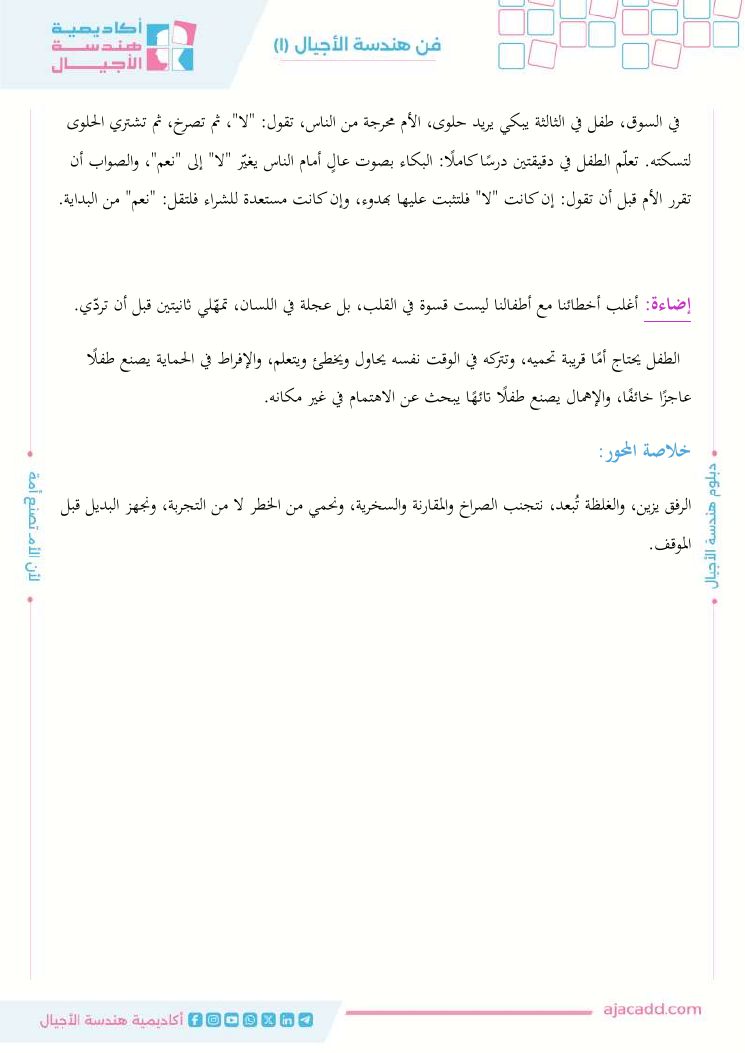 أكاديمية
هندسة
الأجيال
فن هندسة الأجيال (١)
في السوق، طفل في الثالثة يبكي يريد حلوى، الأم محرجة من الناس، تقول: "لا"، ثم تصرخ، ثم تشتري الحلوى
لتسكته. تعلّم الطفل في دقيقتين درسًا كاملًا: البكاء بصوت عالٍ أمام الناس يغيّر "لا" إلى "نعم"، والصواب أن
تقرر الأم قبل أن تقول: إن كانت "لا" فلتثبت عليها بهدوء، وإن كانت مستعدة للشراء فلتقل: "نعم" من البداية.
إضاءة: أغلب أخطائنا مع أطفالنا ليست قسوة في القلب، بل عجلة في اللسان، تمهّلي ثانيتين قبل أن تردّي.
الطفل يحتاج أمًا قريبة تحميه، وتتركه في الوقت نفسه يحاول ويخطئ ويتعلم، والإفراط في الحماية يصنع طفلًا
عاجزًا خائفًا، والإهمال يصنع طفلًا تائهًا يبحث عن الاهتمام في غير مكانه.
خلاصة المحور:
الرفق يزين، والغلظة تُبعد، نتجنب الصراخ والمقارنة والسخرية، ونحمي من الخطر لا من التجربة، ونجهز البديل قبل
الموقف.
دبلوم هندسة الأجيال
لأن الأم تصنع أمة
أكاديمية هندسة الأجيال
ajacadd.com